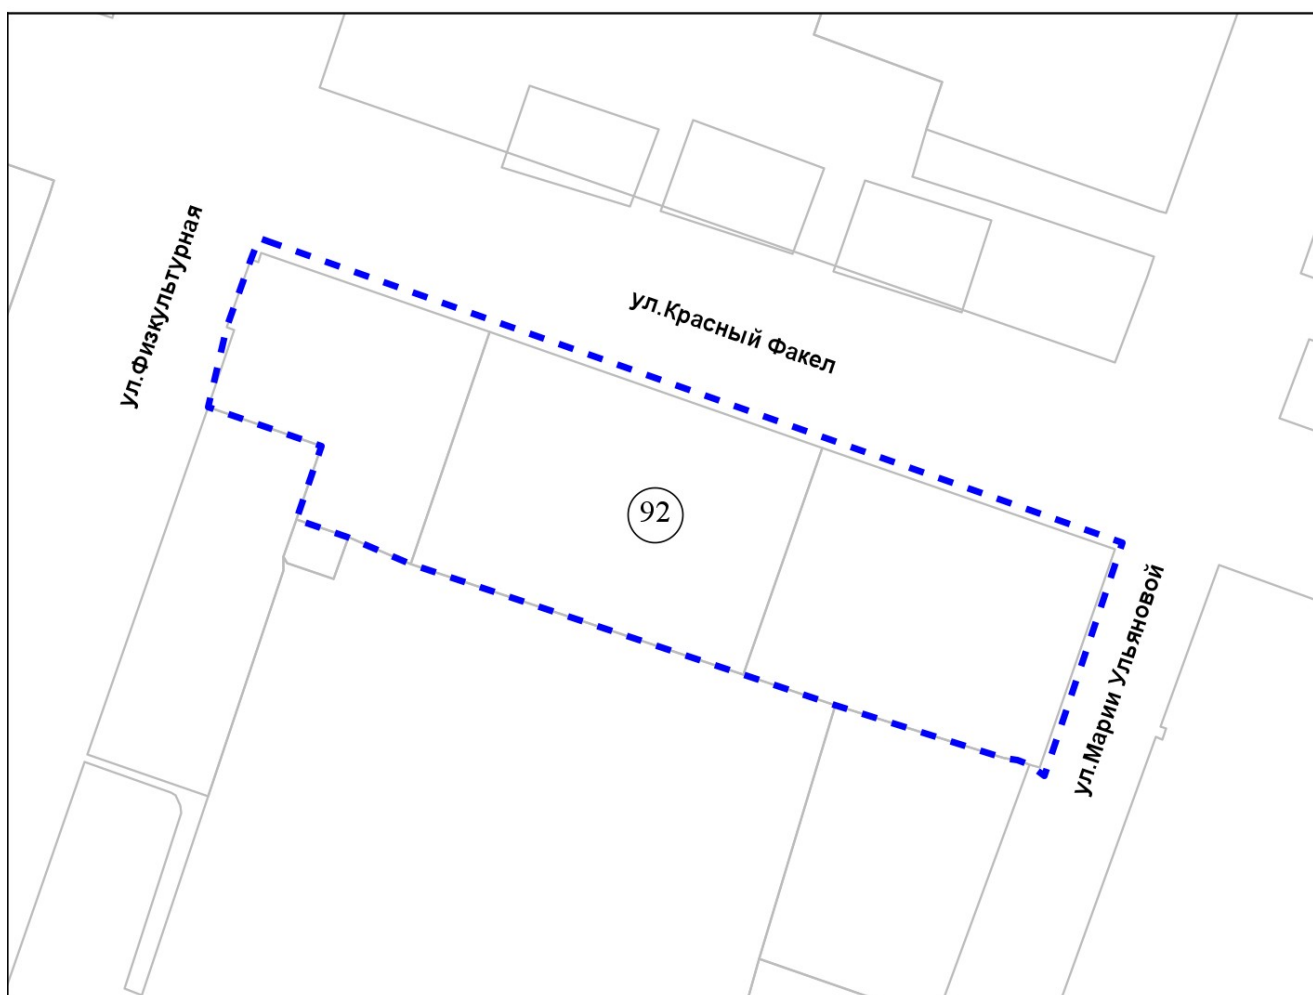 ул.Физкультурная
ул.Красный Факел
92
ул.Марии Ульяновой